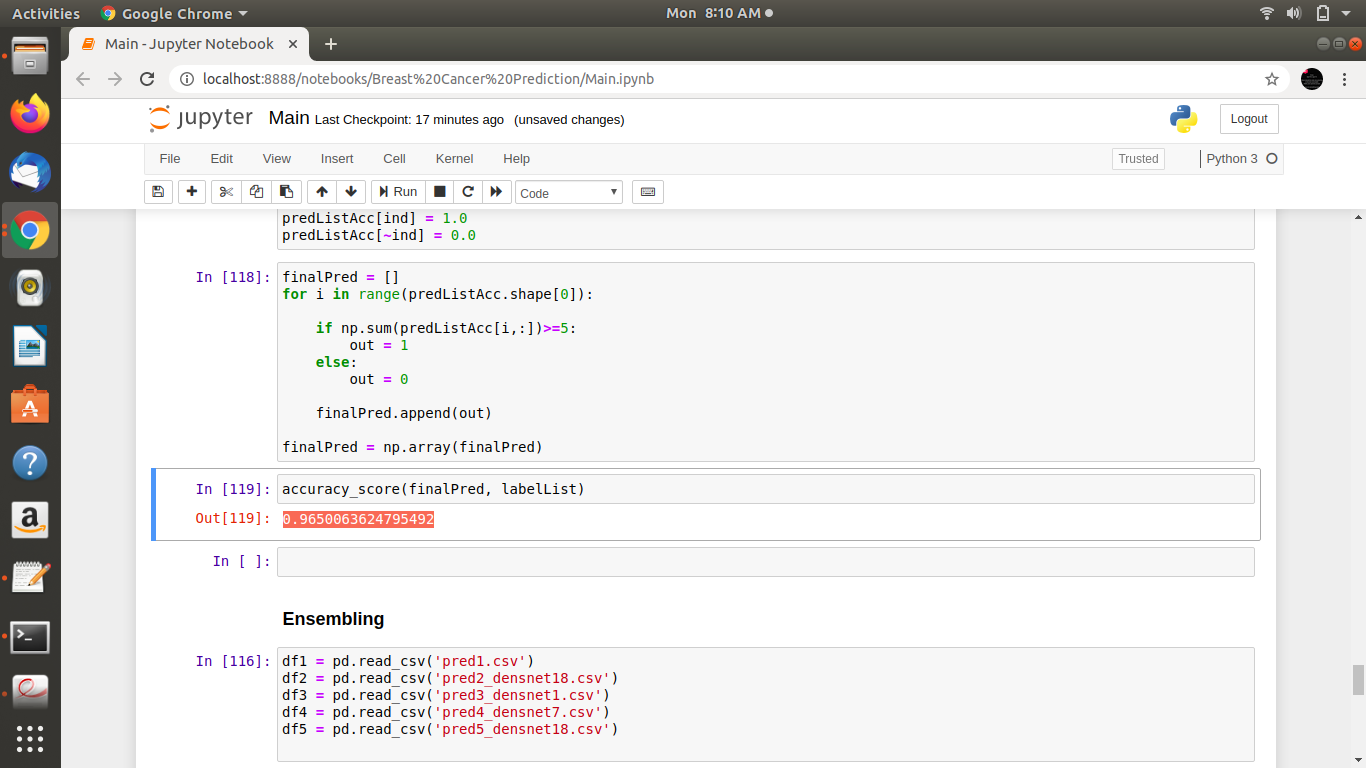 Activities Google Chrome Mon 8:10 AM
Main - Jupyter Notebook
localhost:8888/notebooks/Breast%20Cancer%20Prediction/Main.ipynb
jupyter Main Last Checkpoint: 17 minutes ago (unsaved changes) Logout
File Edit View Insert Cell Kernel Help Trusted Python 3
Run Code
predListAcc[ind] = 1.0
predListAcc[~ind] = 0.0
In [118]: finalPred = []
for i in range(predListAcc.shape[0]):
if np.sum(predListAcc[i,:])>=5:
out = 1
else:
out = 0
finalPred.append(out)
finalPred = np.array(finalPred)
In [119]: accuracy_score(finalPred, labelList)
Out[119]: 0.9650063624795492
In [ ]:
Ensembling
In [116]: df1 = pd.read_csv('pred1.csv')
df2 = pd.read_csv('pred2_densnet18.csv')
df3 = pd.read_csv('pred3_densnet1.csv')
df4 = pd.read_csv('pred4_densnet7.csv')
df5 = pd.read_csv('pred5_densnet18.csv')